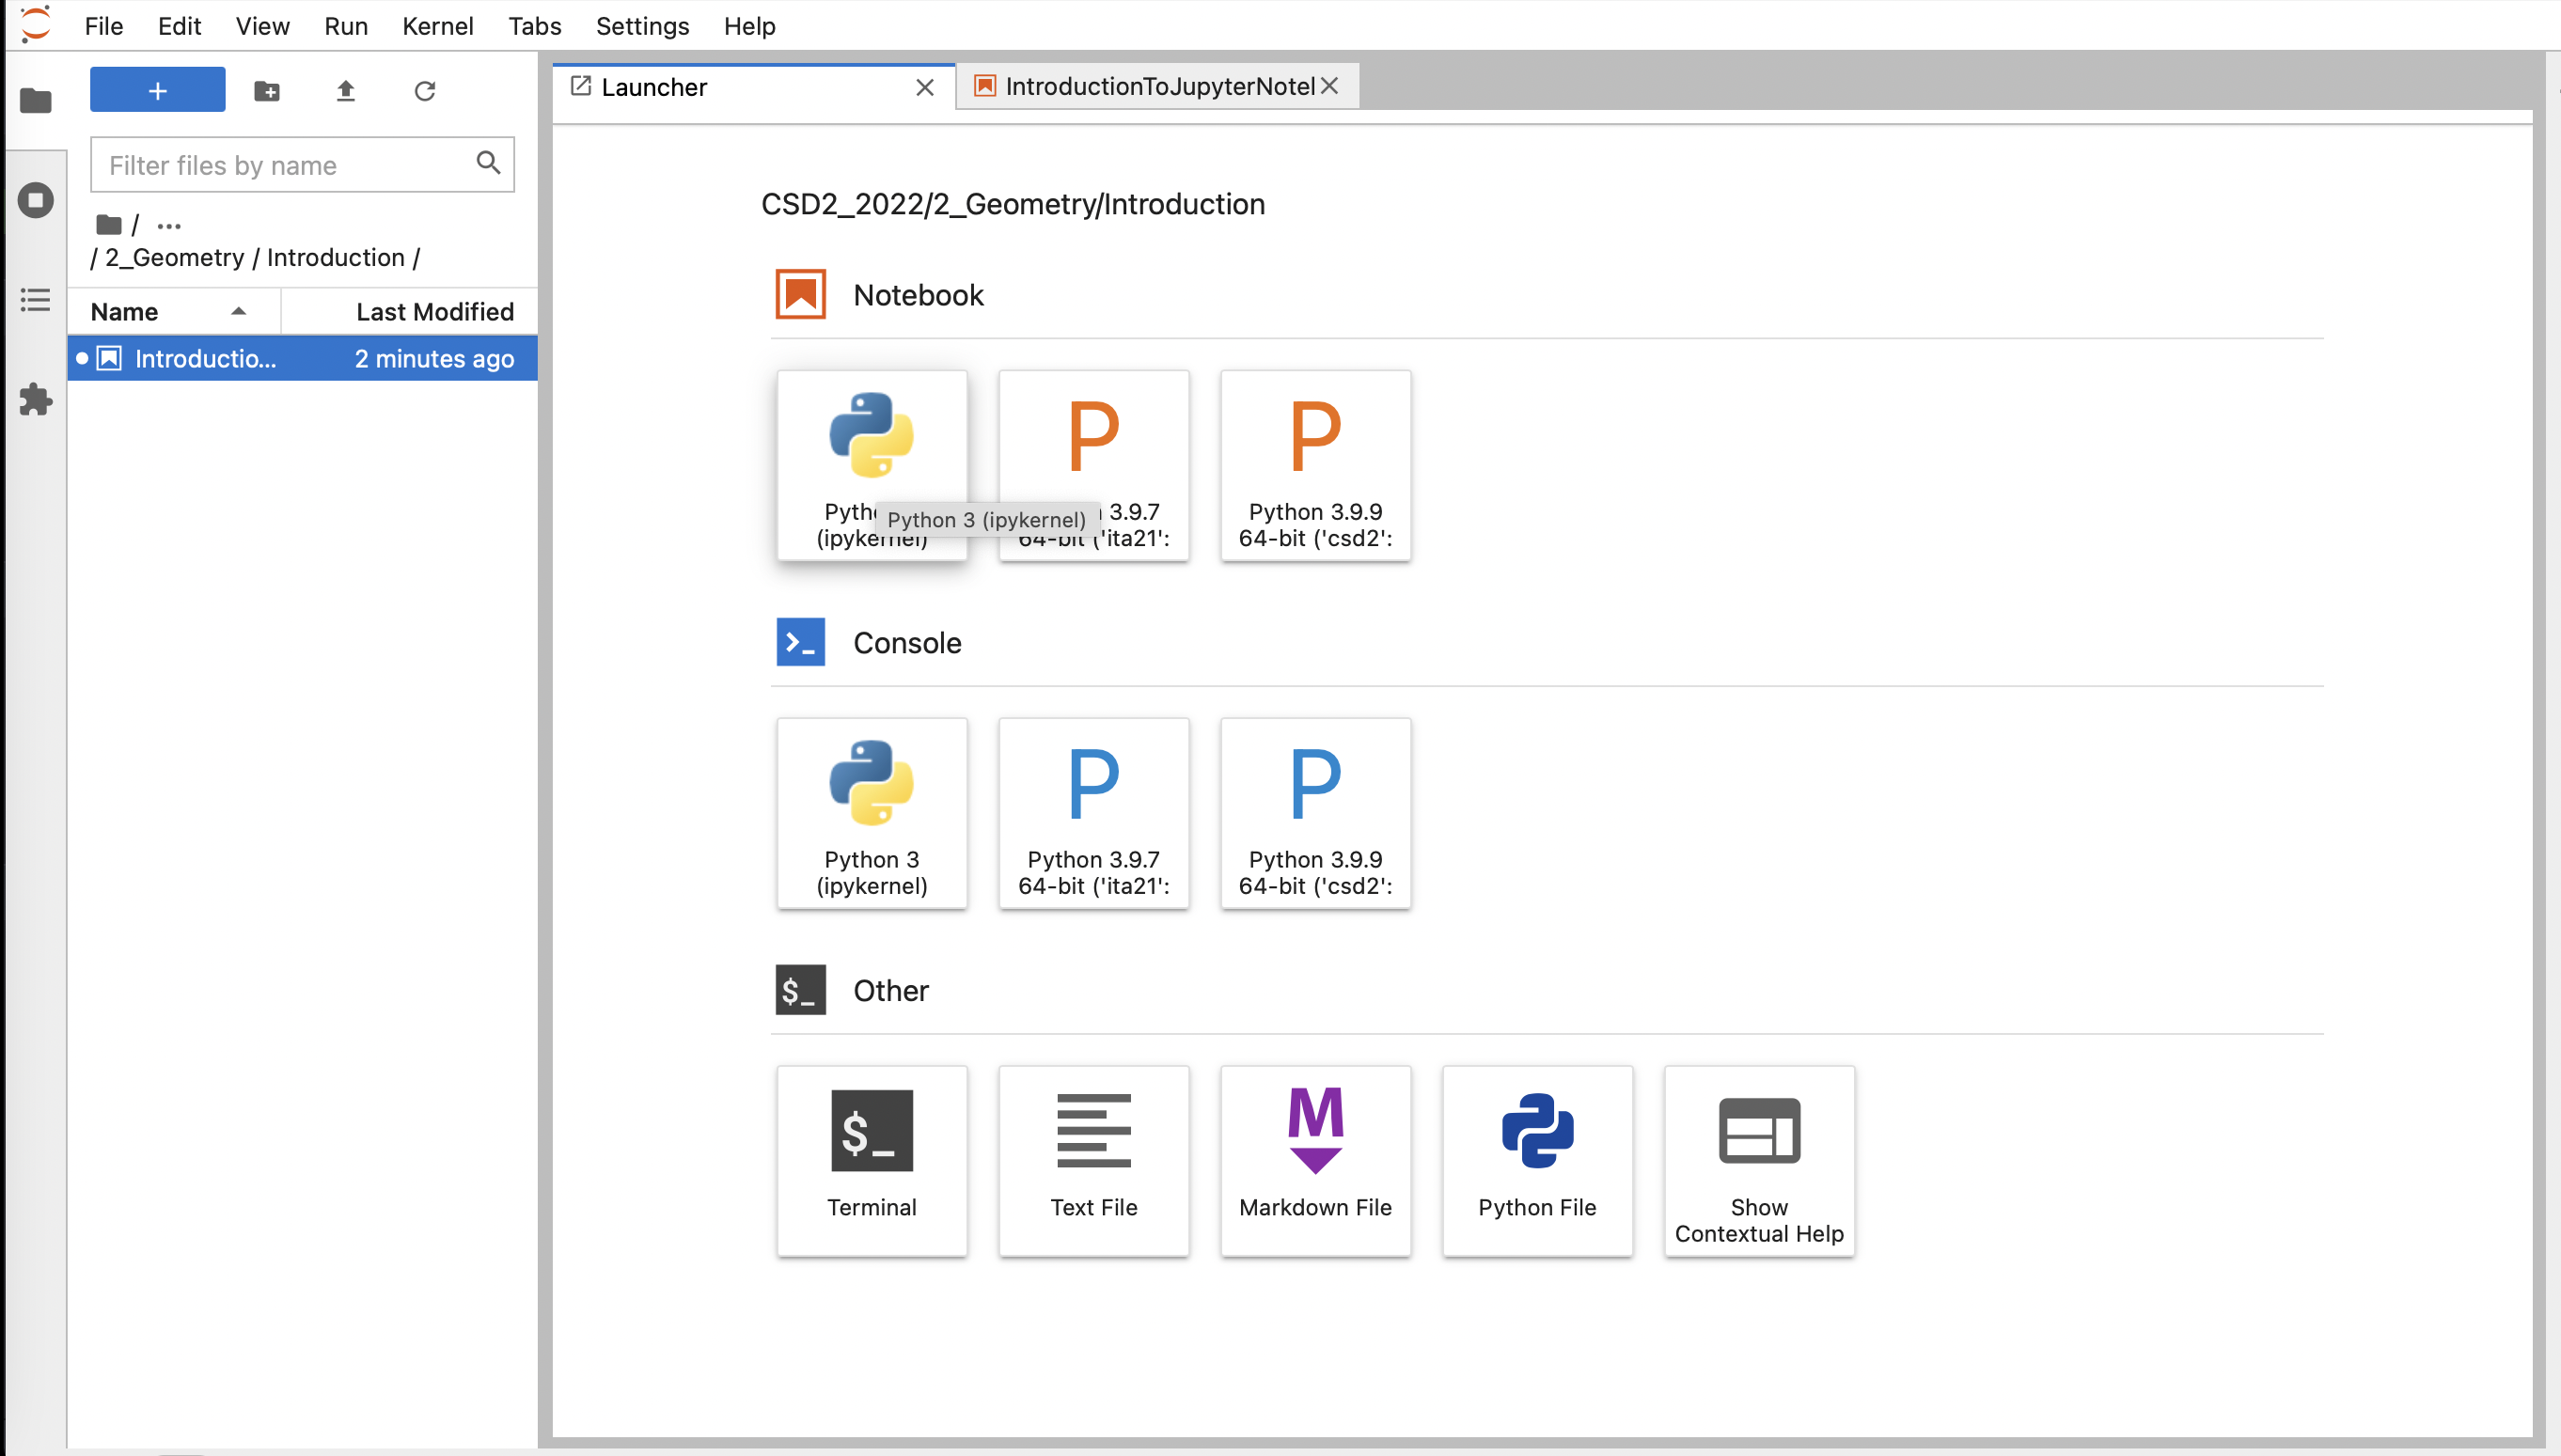 File Edit View Run Kernel Tabs Settings Help
+
Filter files by name
/ ...
/ 2_Geometry / Introduction /
Name Last Modified
Introductio... 2 minutes ago
Launcher
IntroductionToJupyterNotel
CSD2_2022/2_Geometry/Introduction
Notebook
P
P
(ipykernel)
Python 3 (ipykernel)
3.9.7
64-bit ('ita21':
Python 3.9.9
64-bit ('csd2':
>_ Console
P
P
Python 3
(ipykernel)
Python 3.9.7
64-bit ('ita21':
Python 3.9.9
64-bit ('csd2':
$_ Other
$_
M
Terminal
Text File
Markdown File
Python File
Show
Contextual Help